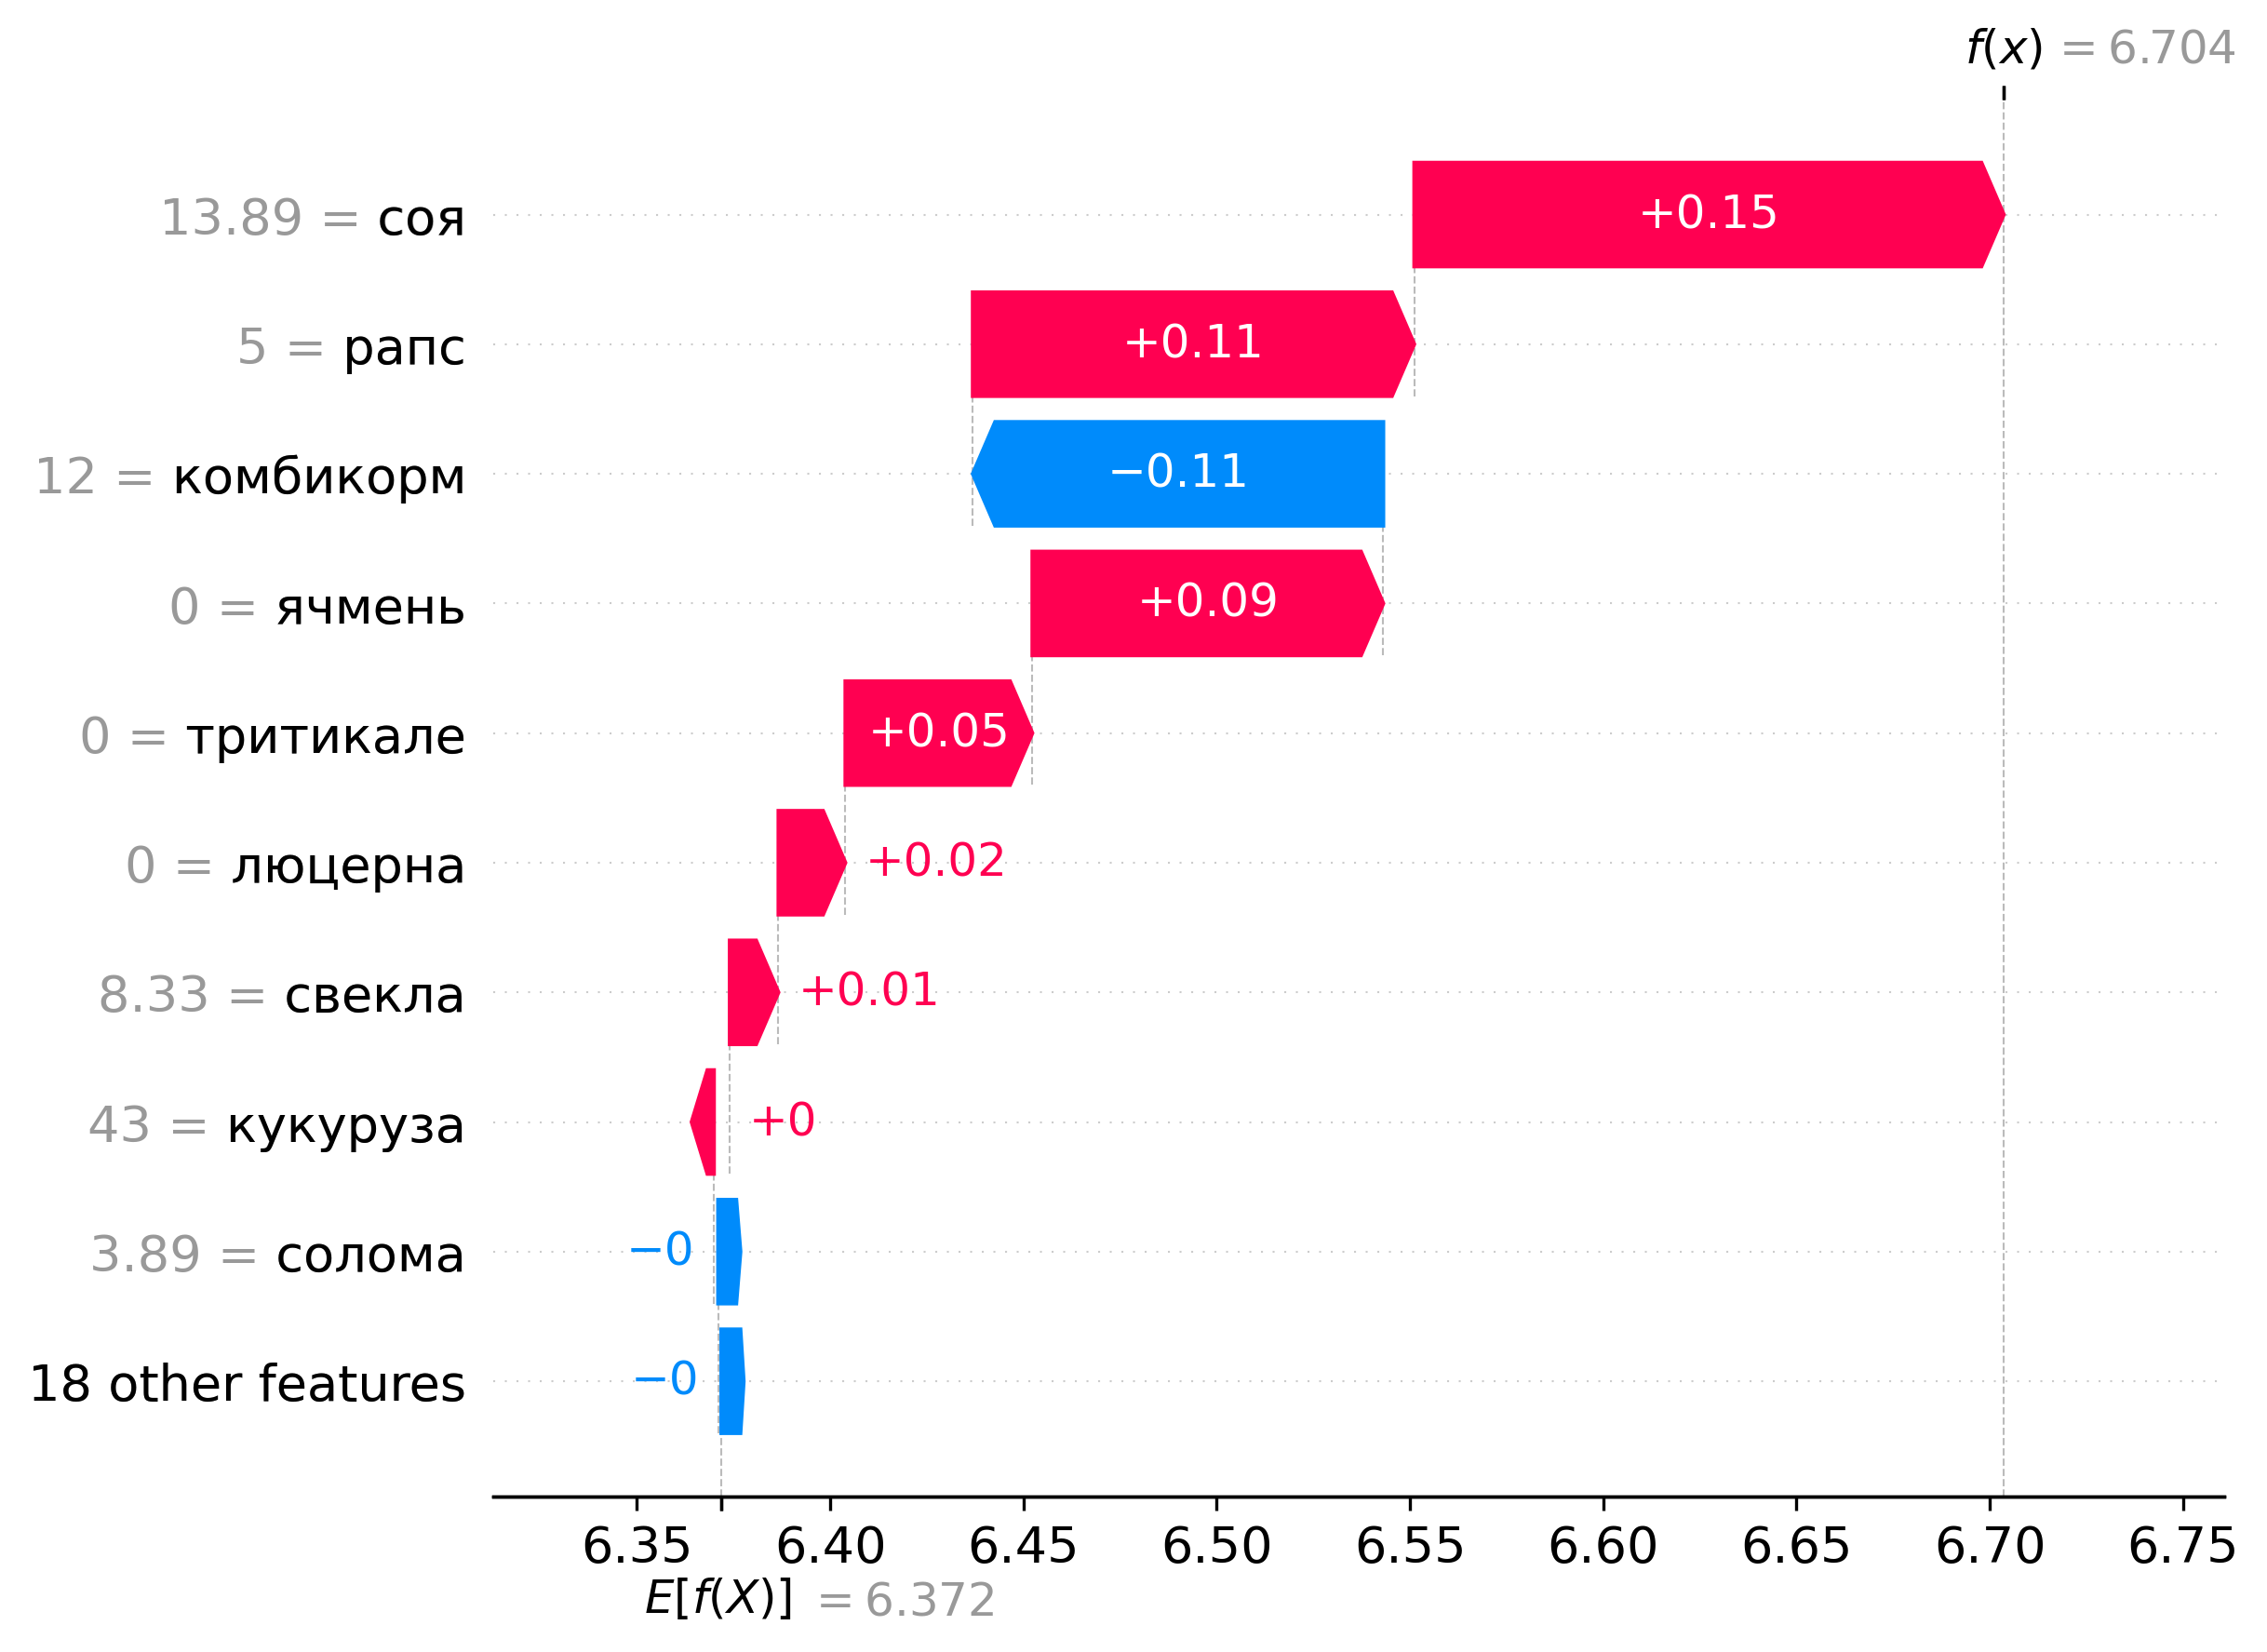 f(x) = 6.704
13.89 = соя
+0.15
5 = рапс
+0.11
12 = комбикорм
−0.11
0 = ячмень
+0.09
0 = тритикале
+0.05
0 = люцерна
+0.02
8.33 = свекла
+0.01
43 = кукуруза
+0
3.89 = солома
−0
18 other features
−0
6.35 6.40 6.45 6.50 6.55 6.60 6.65 6.70 6.75
E[f(X)] = 6.372